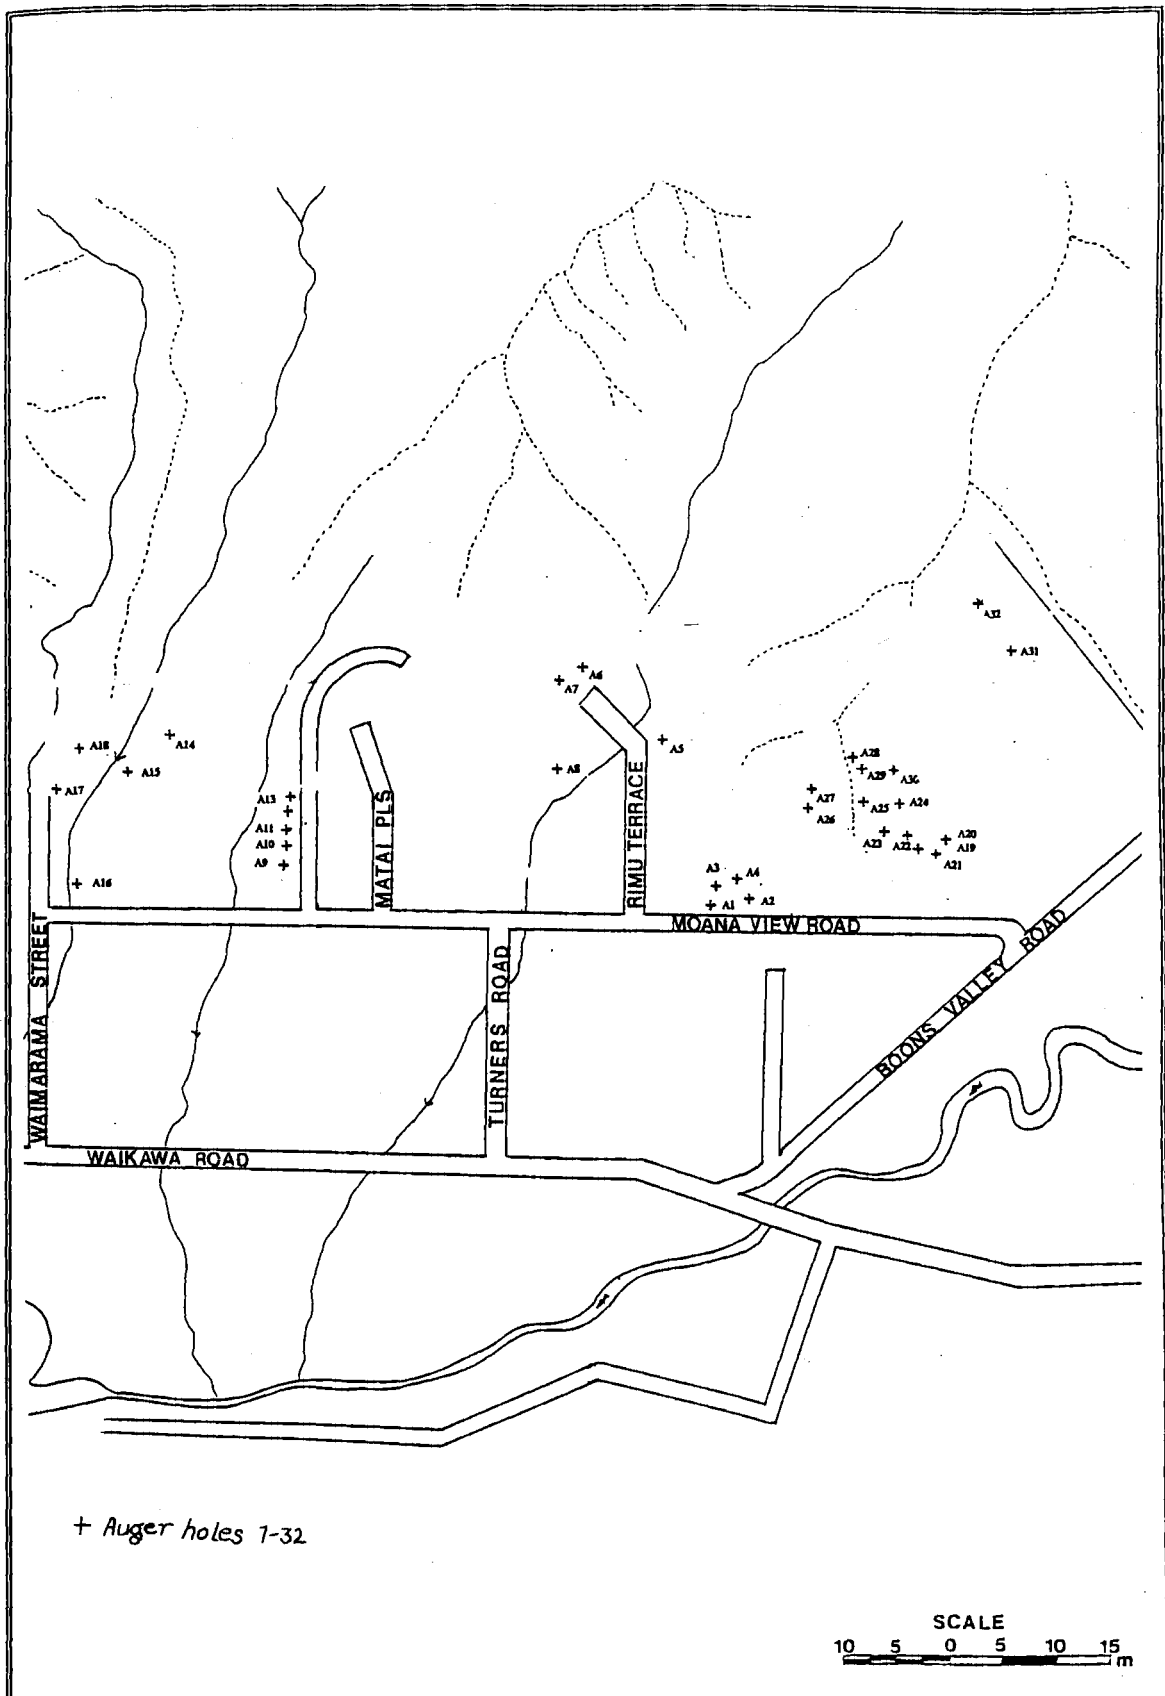 A32
A31
A6
A7
A18
A14
A5
A15
A8
A28
A29
A30
A17
A13
A27
A25
A24
A26
A11
A10
A23
A22
A20
A19
A21
A9
A3
A4
A16
A1
A2
MATAI PLS
RIMU TERRACE
MOANA VIEW ROAD
WAIMARAMA STREET
TURNERS ROAD
BOONS VALLEY ROAD
WAIKAWA ROAD
+ Auger holes 1-32
SCALE
10 5 0 5 10 15
m